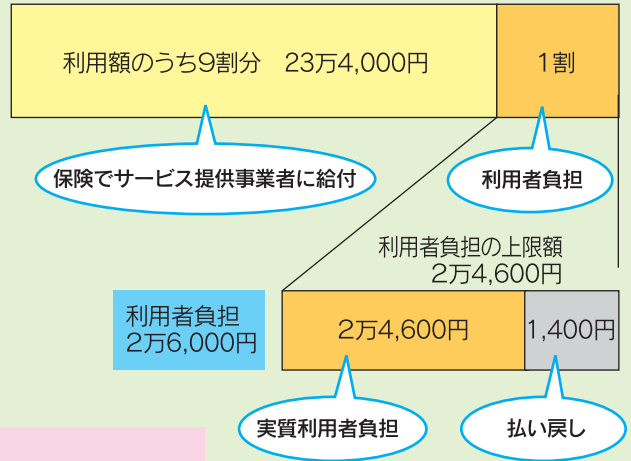 利用額のうち9割分　23万4,000円
1割
保険でサービス提供事業者に給付
利用者負担
利用者負担の上限額
2万4,600円
利用者負担
2万6,000円
2万4,600円
1,400円
実質利用者負担
払い戻し